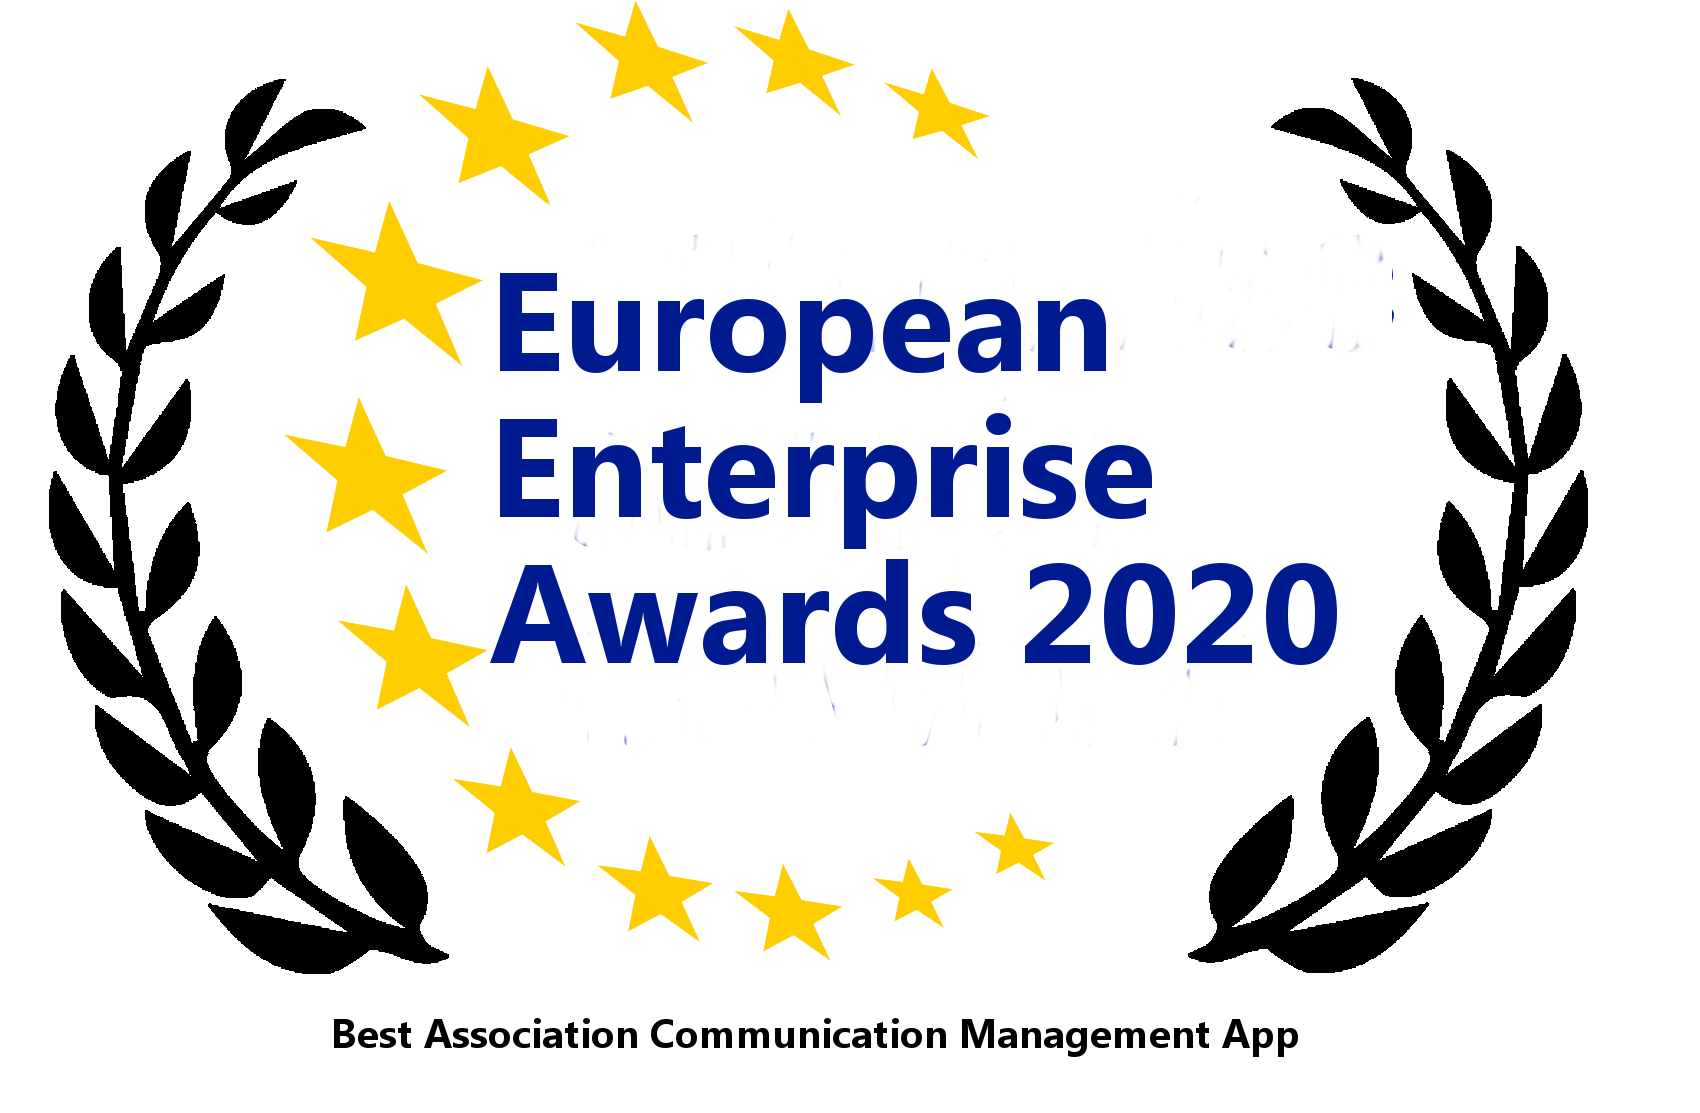 European
Enterprise
Awards 2020
Best Association Communication Management App